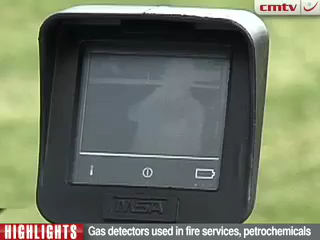 cmtv
MSA
HIGHLIGHTS Gas detectors used in fire services, petrochemicals